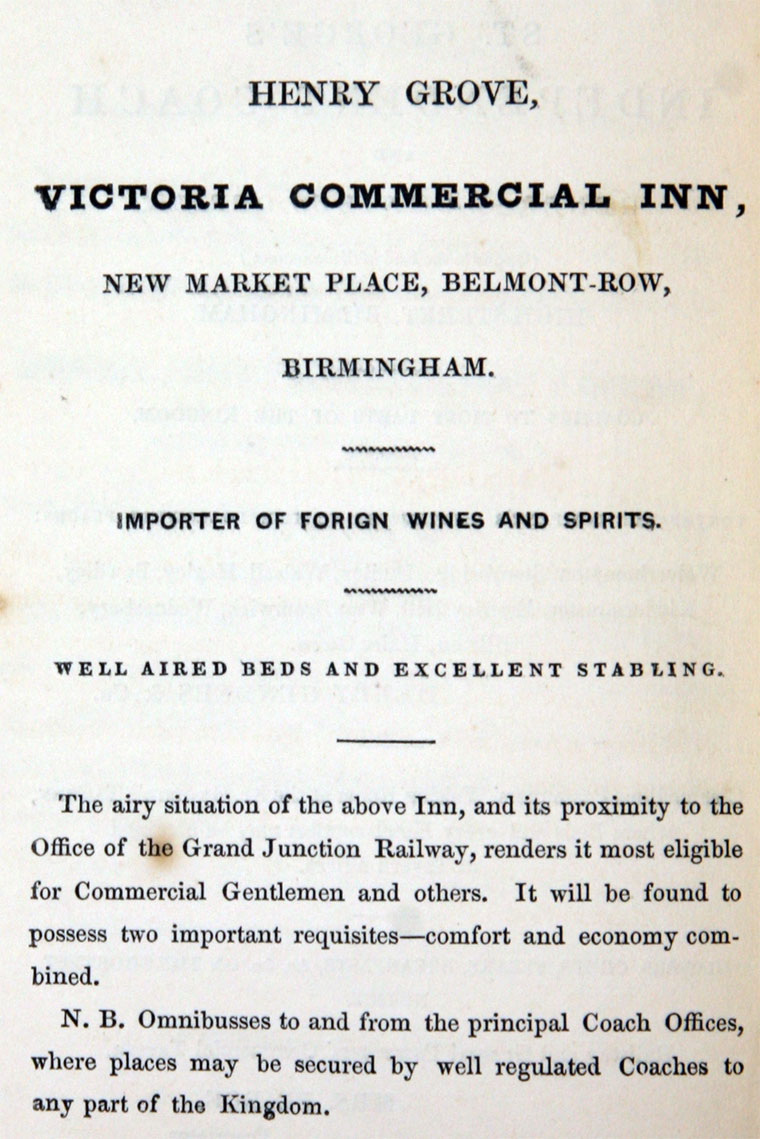 HENRY GROVE,
VICTORIA COMMERCIAL INN,
NEW MARKET PLACE, BELMONT-ROW,
BIRMINGHAM.
IMPORTER OF FORIGN WINES AND SPIRITS.
WELL AIRED BEDS AND EXCELLENT STABLING.
The airy situation of the above Inn, and its proximity to the
Office of the Grand Junction Railway, renders it most eligible
for Commercial Gentlemen and others. It will be found to
possess two important requisites—comfort and economy com-
bined.
N. B. Omnibusses to and from the principal Coach Offices,
where places may be secured by well regulated Coaches to
any part of the Kingdom.